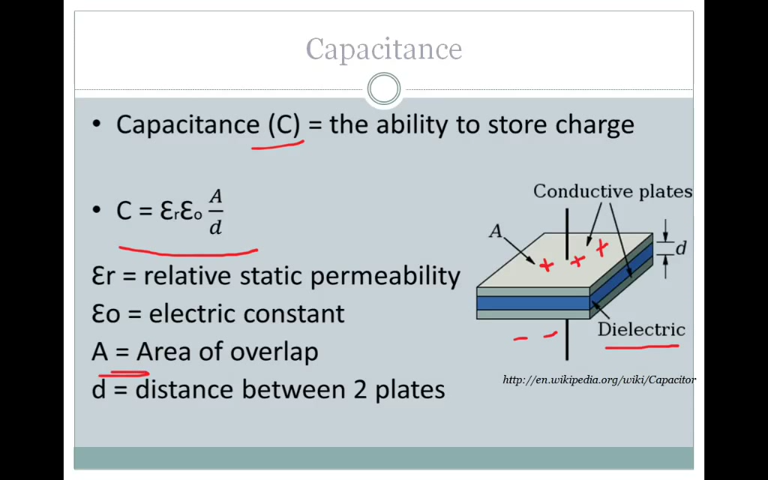 Capacitance
• Capacitance (C) = the ability to store charge
• C = ƐrƐo A/d
Ɛr = relative static permeability
Ɛo = electric constant
A = Area of overlap
d = distance between 2 plates
Conductive plates
A
d
Dielectric
http://en.wikipedia.org/wiki/Capacitor